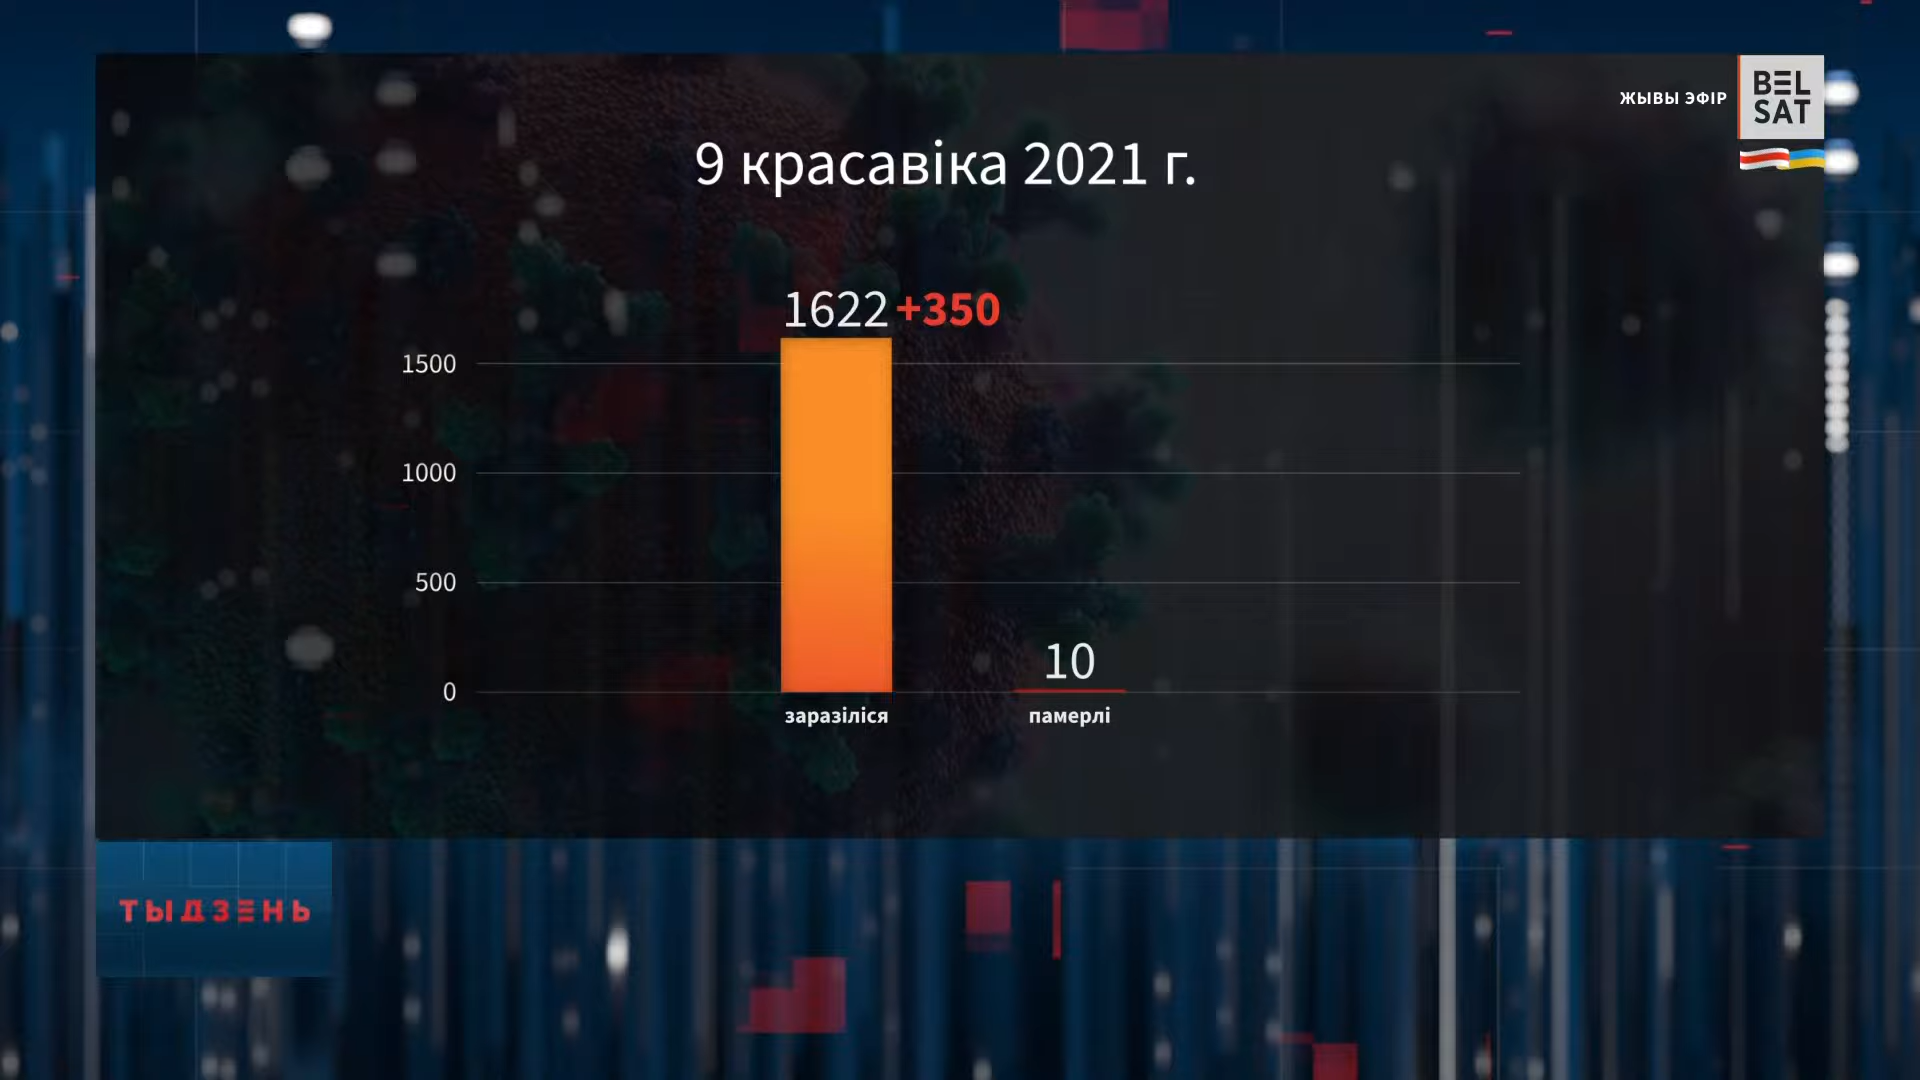 ЖЫВЫ ЭФІР
BEL
SAT
9 красавіка 2021 г.
1622 +350
1500
1000
500
10
0
заразіліся памерлі
ТЫДЗЕНЬ